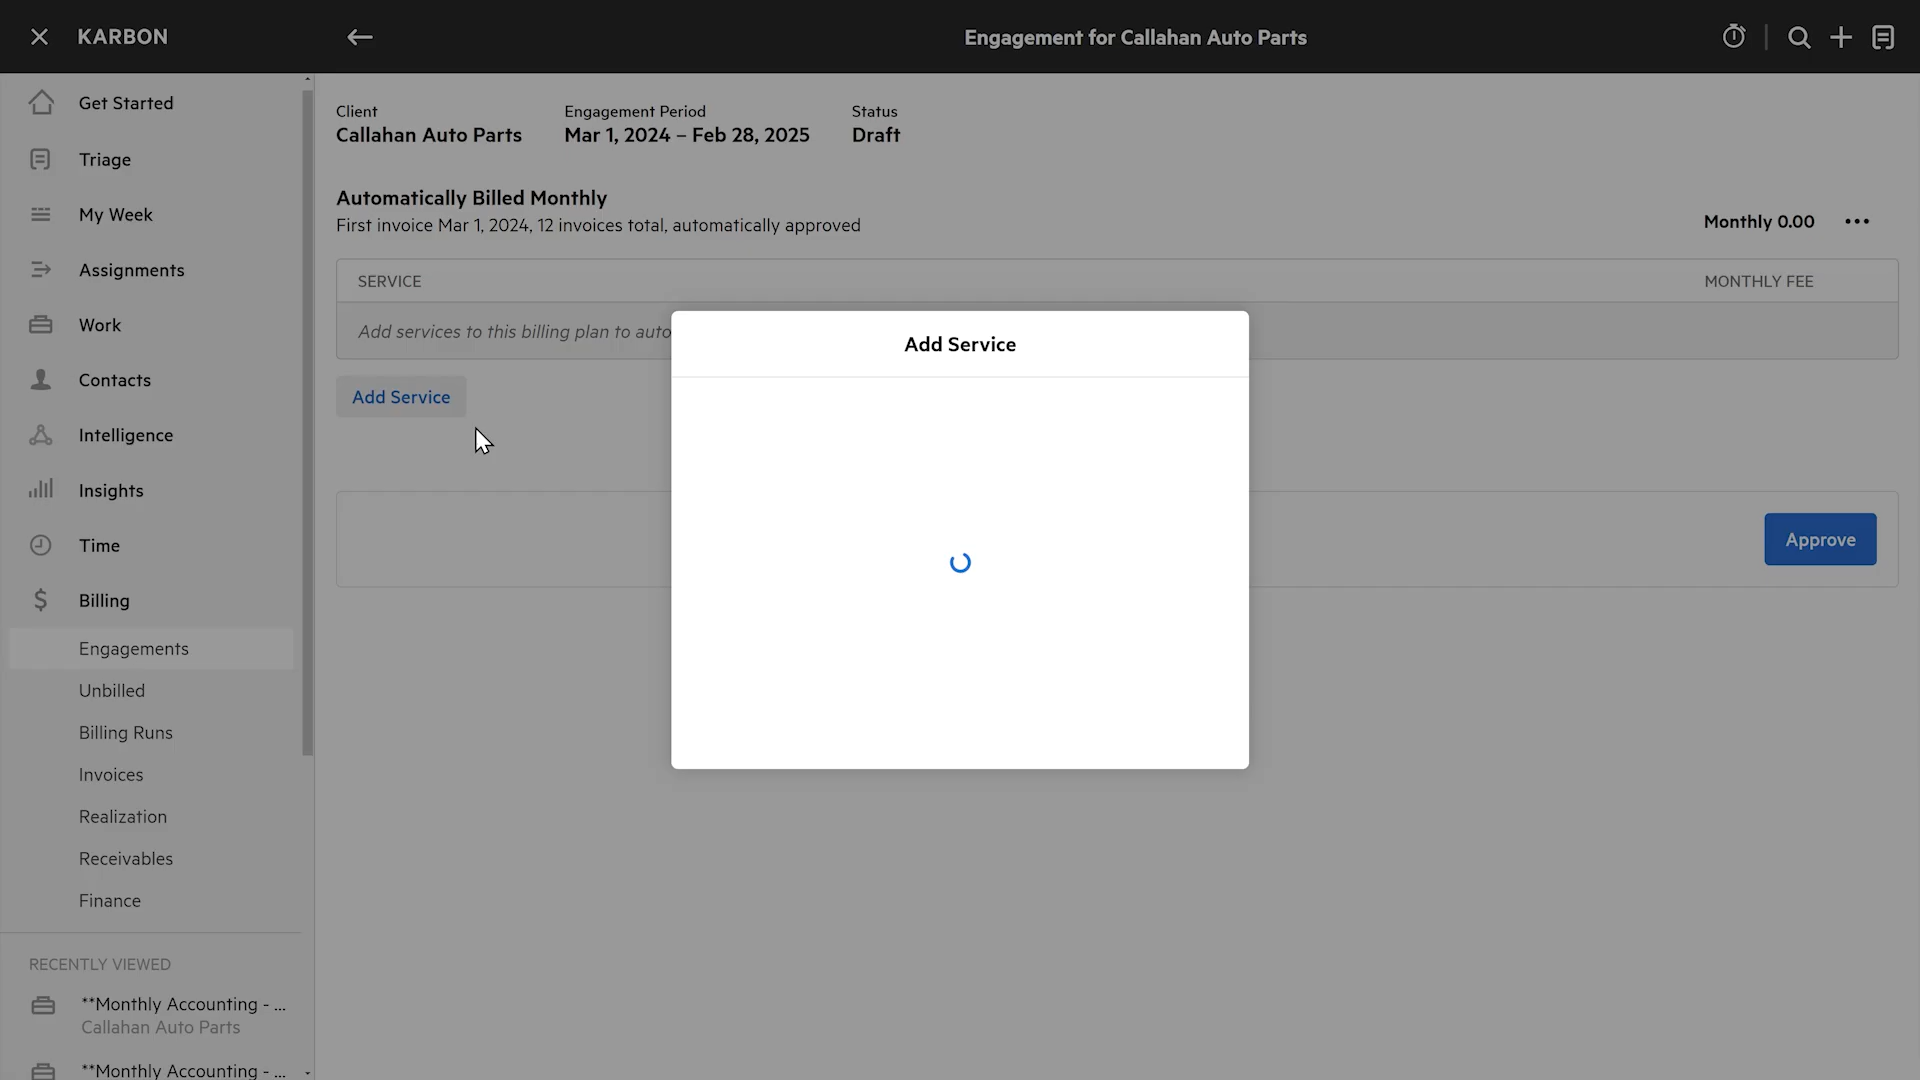 KARBON
Engagement for Callahan Auto Parts
Get Started
Triage
My Week
Assignments
Work
Contacts
Intelligence
Insights
Time
Billing
Engagements
Unbilled
Billing Runs
Invoices
Realization
Receivables
Finance
RECENTLY VIEWED
**Monthly Accounting - ...
Callahan Auto Parts
**Monthly Accounting - ...
Client
Callahan Auto Parts
Engagement Period
Mar 1, 2024 – Feb 28, 2025
Status
Draft
Automatically Billed Monthly
First invoice Mar 1, 2024, 12 invoices total, automatically approved
Monthly 0.00
SERVICE
MONTHLY FEE
Add services to this billing plan to auto
Add Service
Add Service
Approve